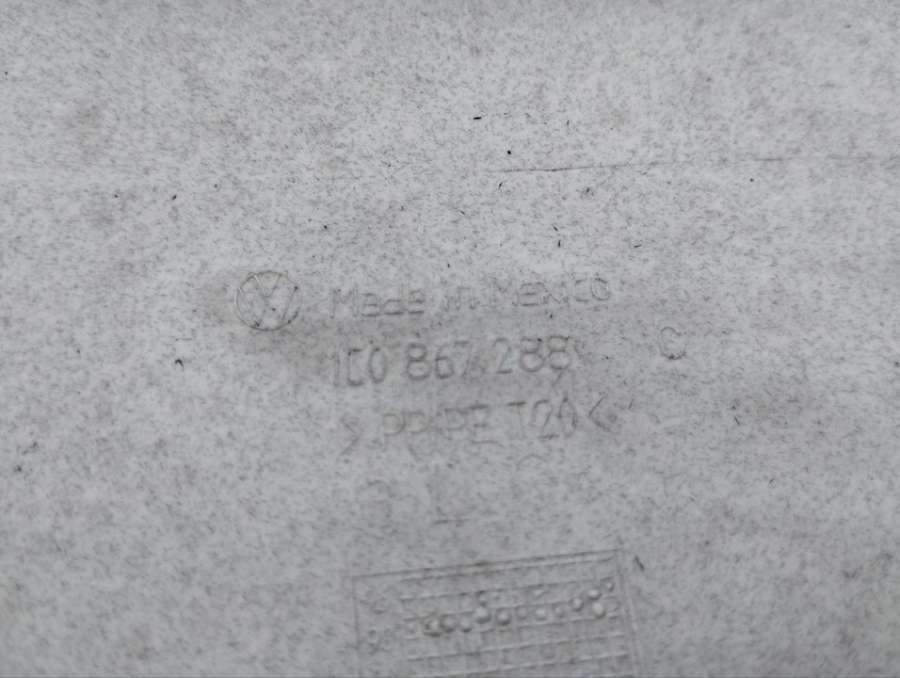 Made in Mexico
1C0 867 288 C
>PP/PE T20<